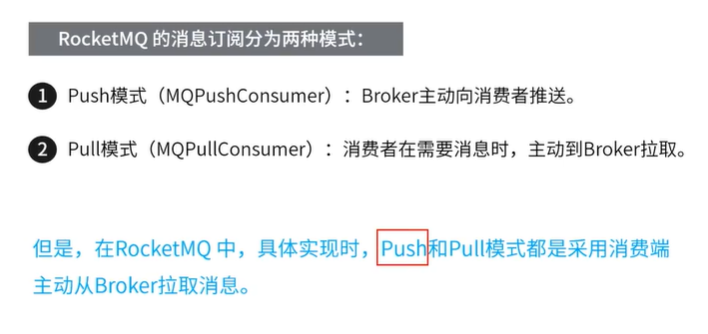 RocketMQ 的消息订阅分为两种模式：
1 Push模式（MQPushConsumer）：Broker主动向消费者推送。
2 Pull模式（MQPullConsumer）：消费者在需要消息时，主动到Broker拉取。
但是，在RocketMQ 中，具体实现时，Push和Pull模式都是采用消费端
主动从Broker拉取消息。